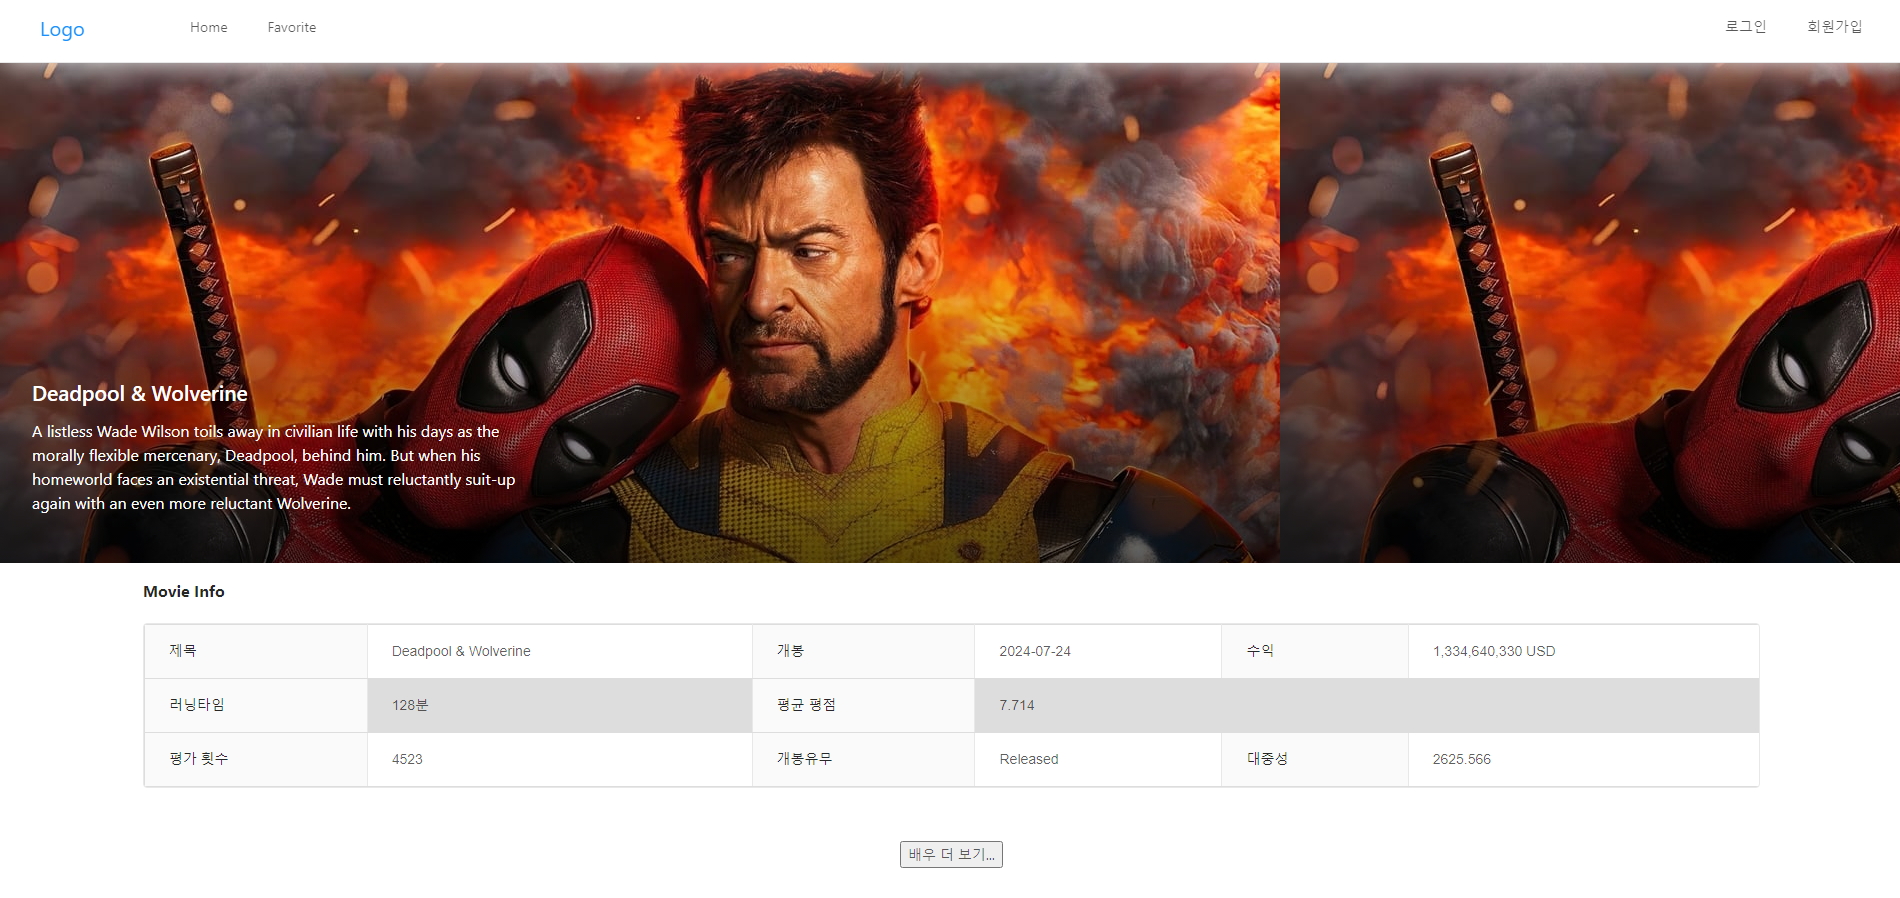 Logo
Home
Favorite
로그인
회원가입
Deadpool & Wolverine
A listless Wade Wilson toils away in civilian life with his days as the
morally flexible mercenary, Deadpool, behind him. But when his
homeworld faces an existential threat, Wade must reluctantly suit-up
again with an even more reluctant Wolverine.
Movie Info
제목 Deadpool & Wolverine 개봉 2024-07-24 수익 1,334,640,330 USD
러닝타임 128분 평균 평점 7.714
평가 횟수 4523 개봉유무 Released 대중성 2625.566
배우 더 보기...